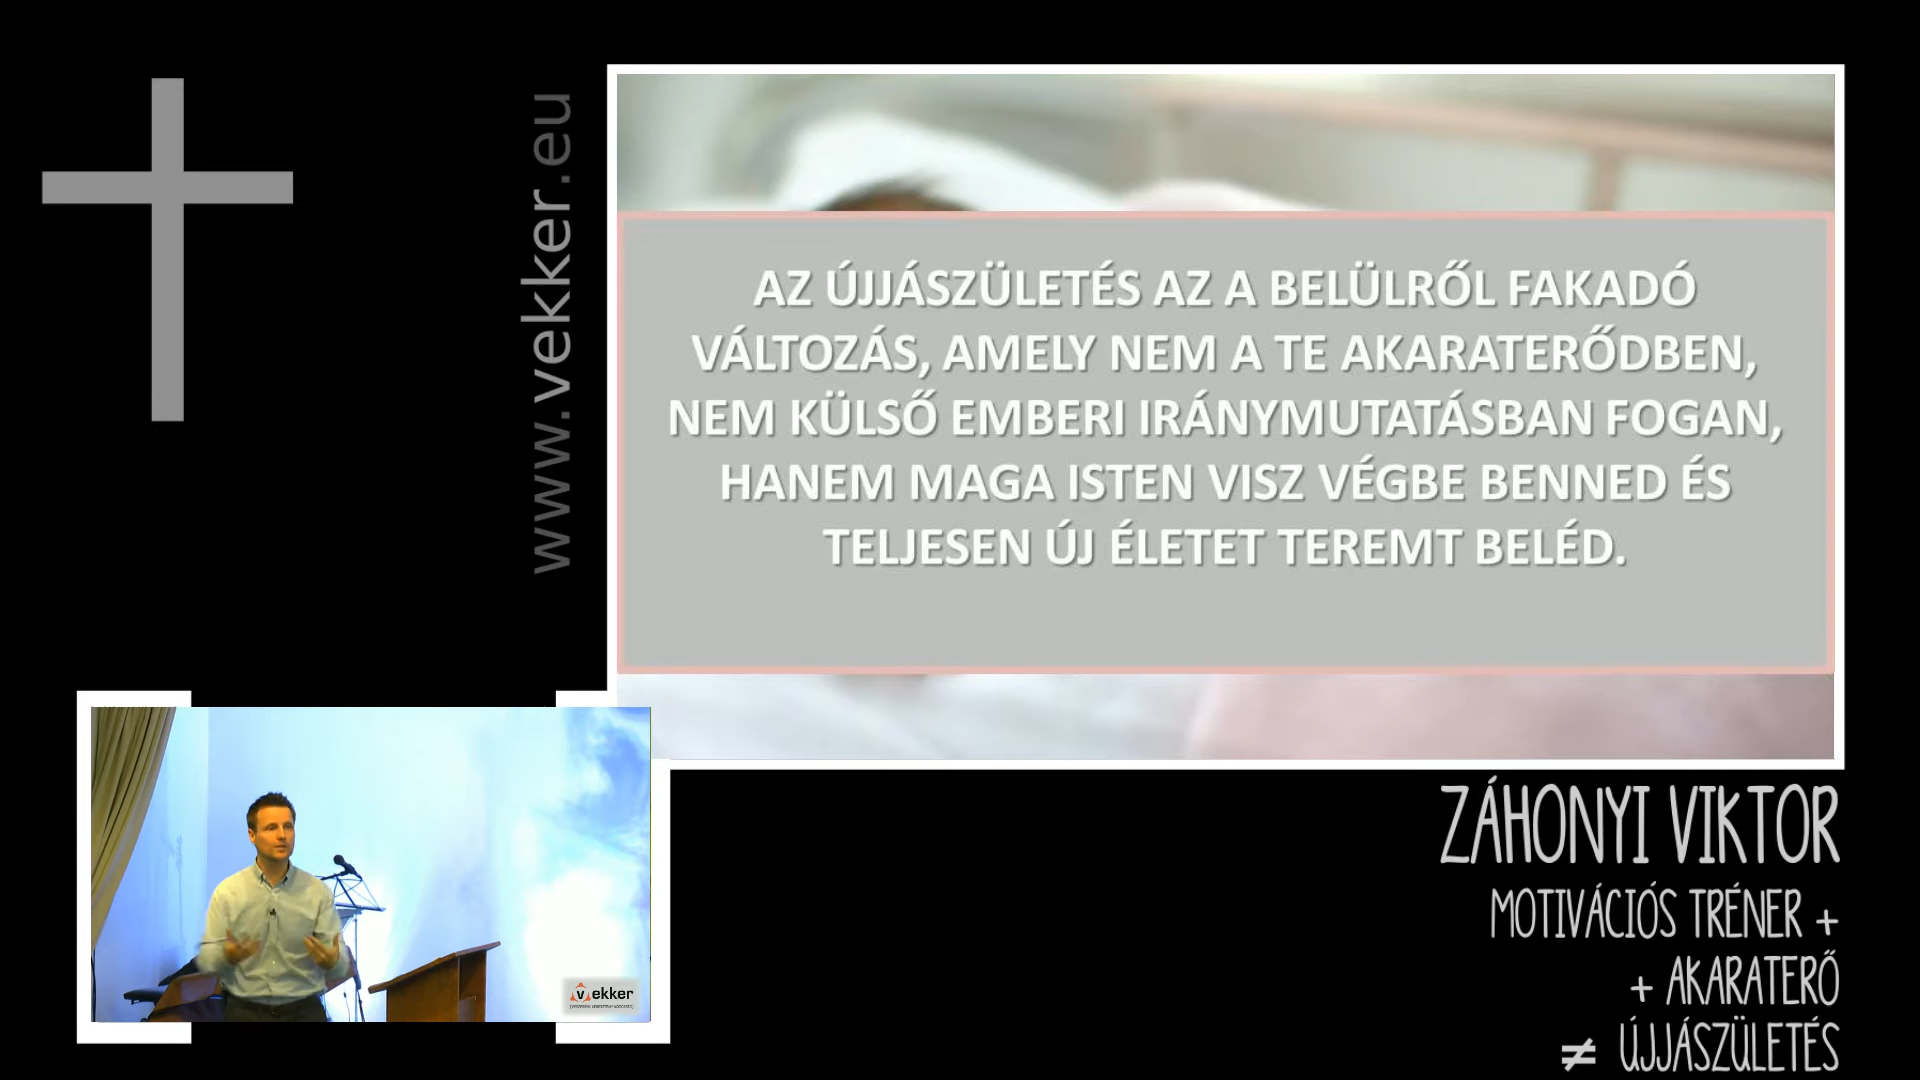 www.vekker.eu
AZ ÚJJÁSZÜLETÉS AZ A BELÜLRŐL FAKADÓ
VÁLTOZÁS, AMELY NEM A TE AKARATERŐDBEN,
NEM KÜLSŐ EMBERI IRÁNYMUTATÁSBAN FOGAN,
HANEM MAGA ISTEN VISZ VÉGBE BENNED ÉS
TELJESEN ÚJ ÉLETET TEREMT BELÉD.
vekker
ZÁHONYI VIKTOR
MOTIVÁCIÓS TRÉNER +
+ AKARATERŐ
≠ ÚJJÁSZÜLETÉS